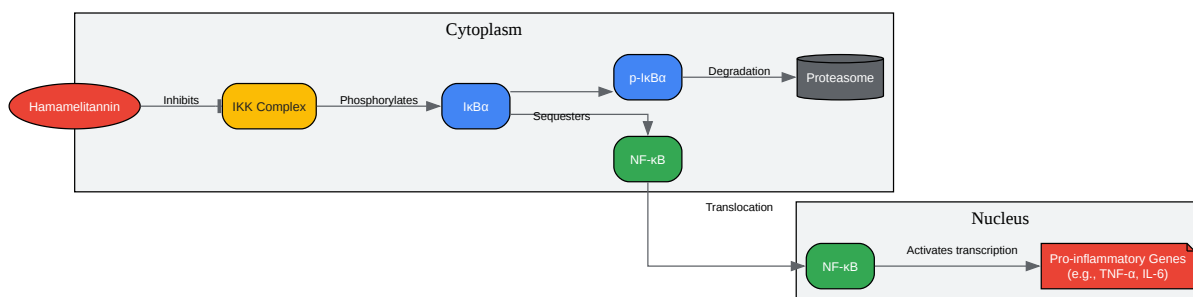 Cytoplasm
Hamamelitannin
Inhibits
IKK Complex
Phosphorylates
IκBα
p-IκBα
Degradation
Proteasome
Sequesters
NF-κB
Translocation
Nucleus
NF-κB
Activates transcription
Pro-inflammatory Genes
(e.g., TNF-α, IL-6)